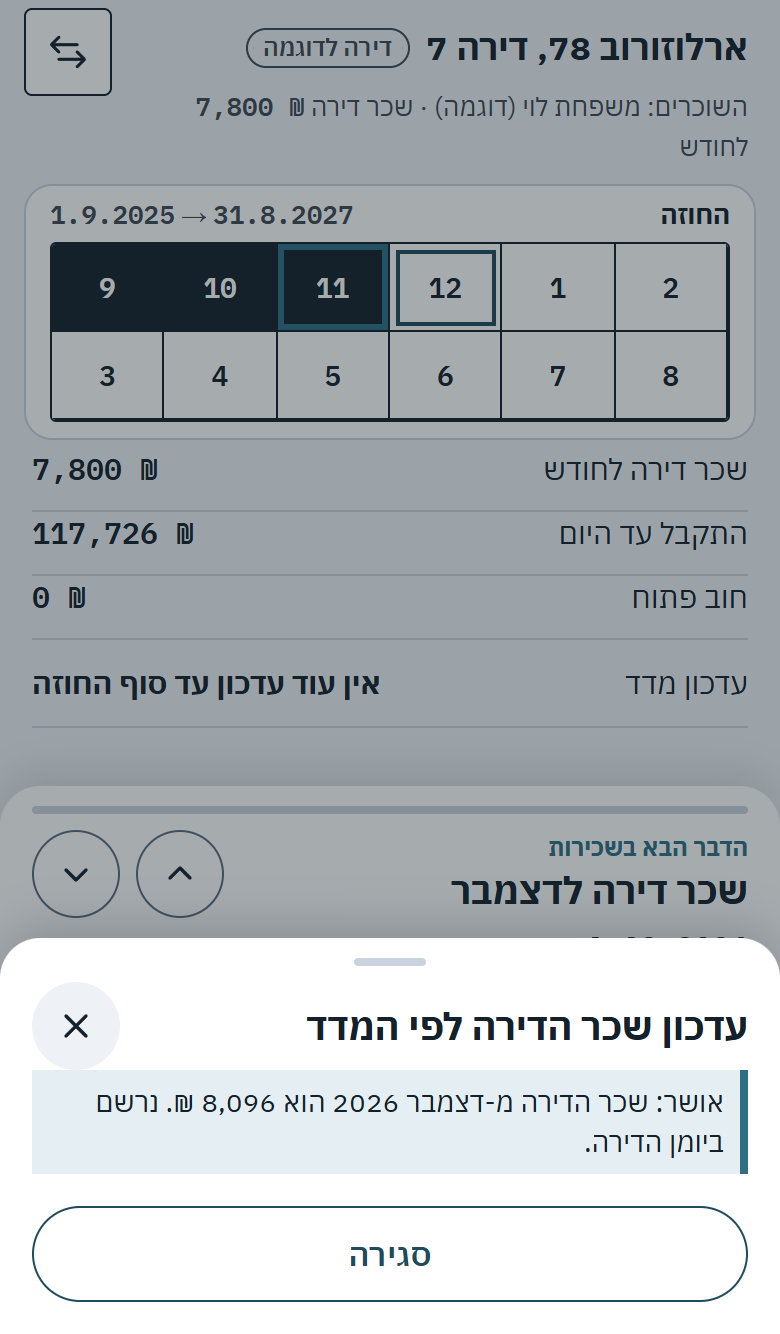 ארלוזורוב 78, דירה 7 דירה לדוגמה
השוכרים: משפחת לוי (דוגמה) · שכר דירה ₪ 7,800
לחודש
החוזה 1.9.2025 → 31.8.2027
9 10 11 12 1 2
3 4 5 6 7 8
שכר דירה לחודש 7,800 ₪
התקבל עד היום 117,726 ₪
חוב פתוח 0 ₪
עדכון מדד אין עוד עדכון עד סוף החוזה
הדבר הבא בשכירות
שכר דירה לדצמבר
עדכון שכר הדירה לפי המדד
אושר: שכר הדירה מ-דצמבר 2026 הוא 8,096 ₪. נרשם
ביומן הדירה.
סגירה